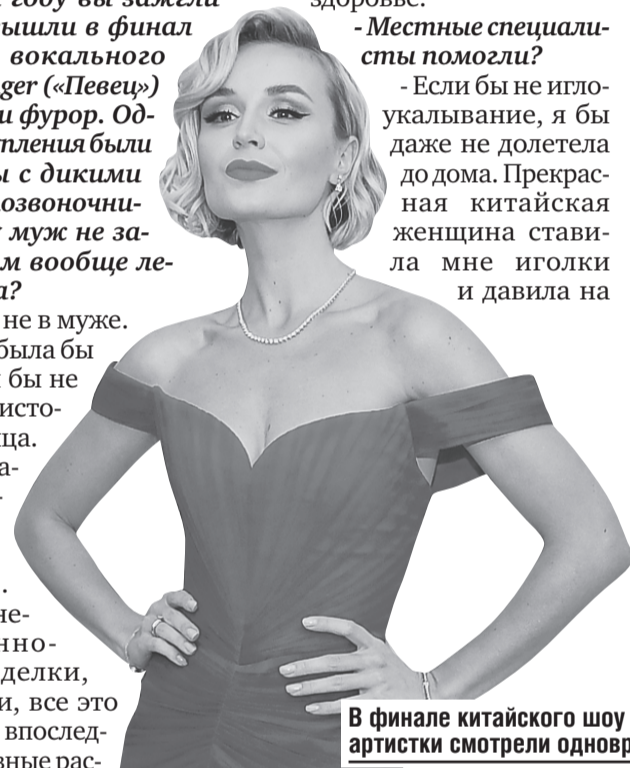 году вы зажгли
ышли в финал
вокального
ger («Певец»)
и фурор. Од-
пления были
ы с дикими
озвоночни-
муж не за-
м вообще ле-
а?
не в муже.
была бы
бы не
исто-
ца.
а-
-
.
не-
нно-
делки,
и, все это
впослед-
вные рас-
здоровье.
- Местные специали-
сты помогли?
- Если бы не игло-
укалывание, я бы
даже не долетела
до дома. Прекрас-
ная китайская
женщина стави-
ла мне иголки
и давила на
В финале китайского шоу
артистки смотрели одновр